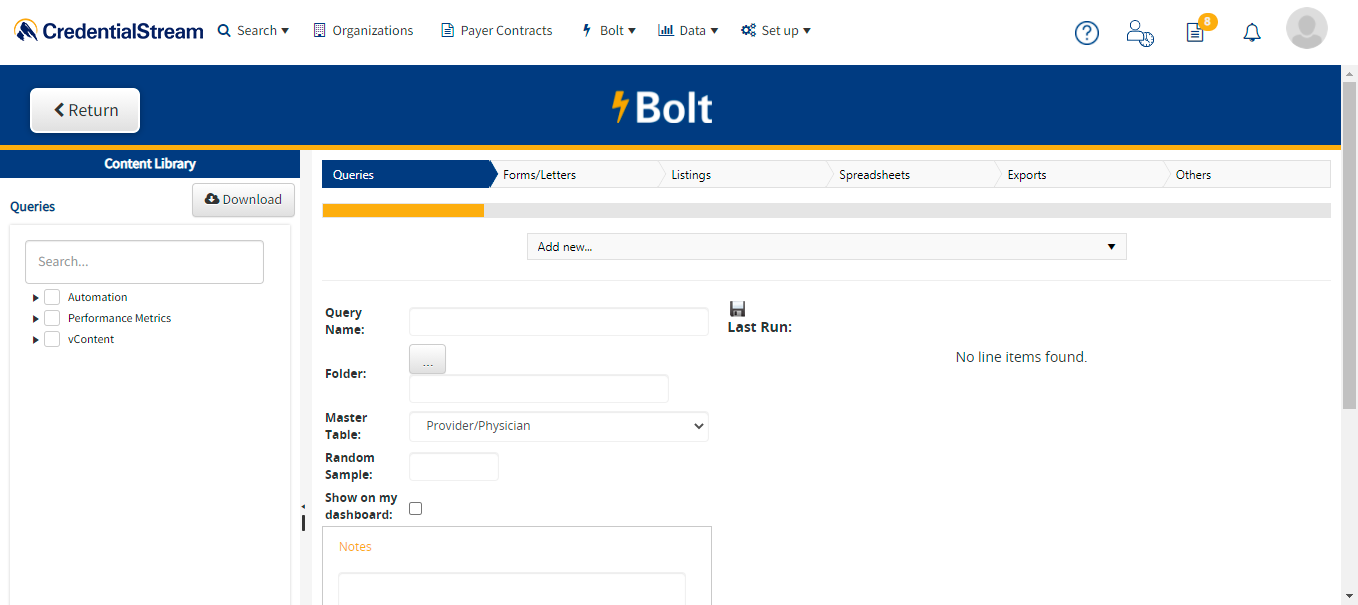 CredentialStream Search Organizations Payer Contracts Bolt Data Set up 8
Return
Bolt
Content Library
Queries Forms/Letters Listings Spreadsheets Exports Others
Queries
Download
Add new...
Search...
Automation
Performance Metrics
vContent
Query
Name:
Last Run:
No line items found.
...
Folder:
Master
Table:
Provider/Physician
Random
Sample:
Show on my
dashboard:
Notes